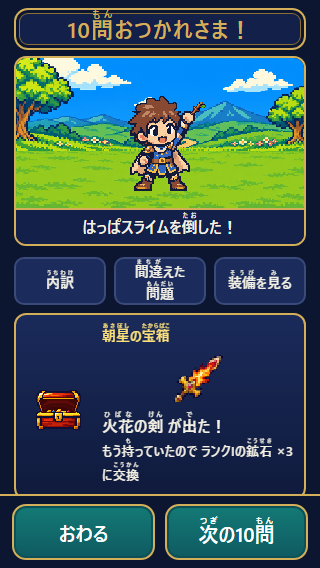 10問おつかれさま！
はっぱスライムを倒した！
内訳
間違えた
問題
装備を見る
朝星の宝箱
火花の剣 が出た！
もう持っていたので ランクIの鉱石 ×3
に交換
おわる
次の10問